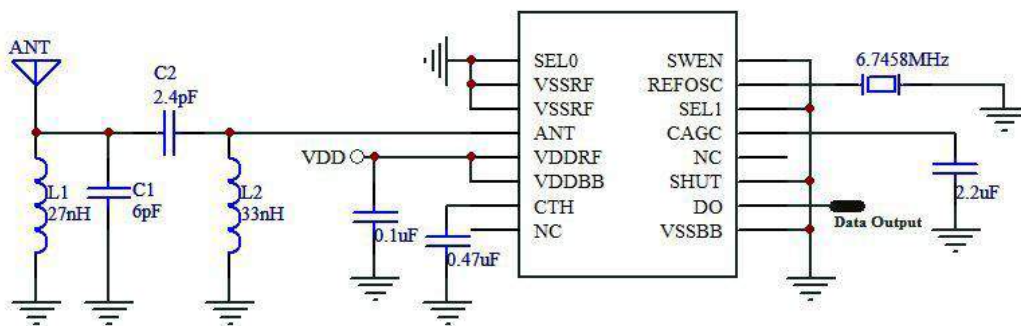 ANT
C2
2.4pF
L1
27nH
C1
6pF
L2
33nH
VDD
0.1uF
0.47uF
SEL0
VSSRF
VSSRF
ANT
VDDRF
VDDBB
CTH
NC
SWEN
REFOSC
SEL1
CAGC
NC
SHUT
DO
VSSBB
6.7458MHz
2.2uF
Data Output